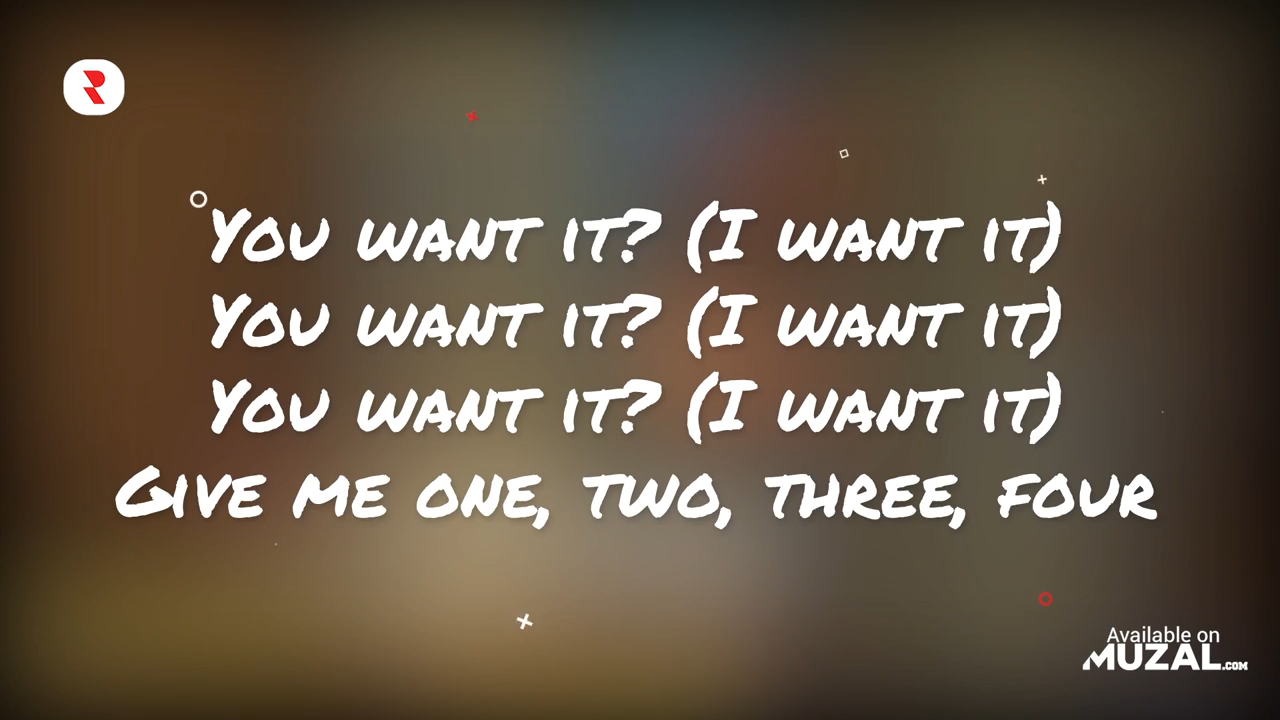 You want it? (I want it)
You want it? (I want it)
You want it? (I want it)
Give me one, two, three, four
Available on
MUZAL.COM